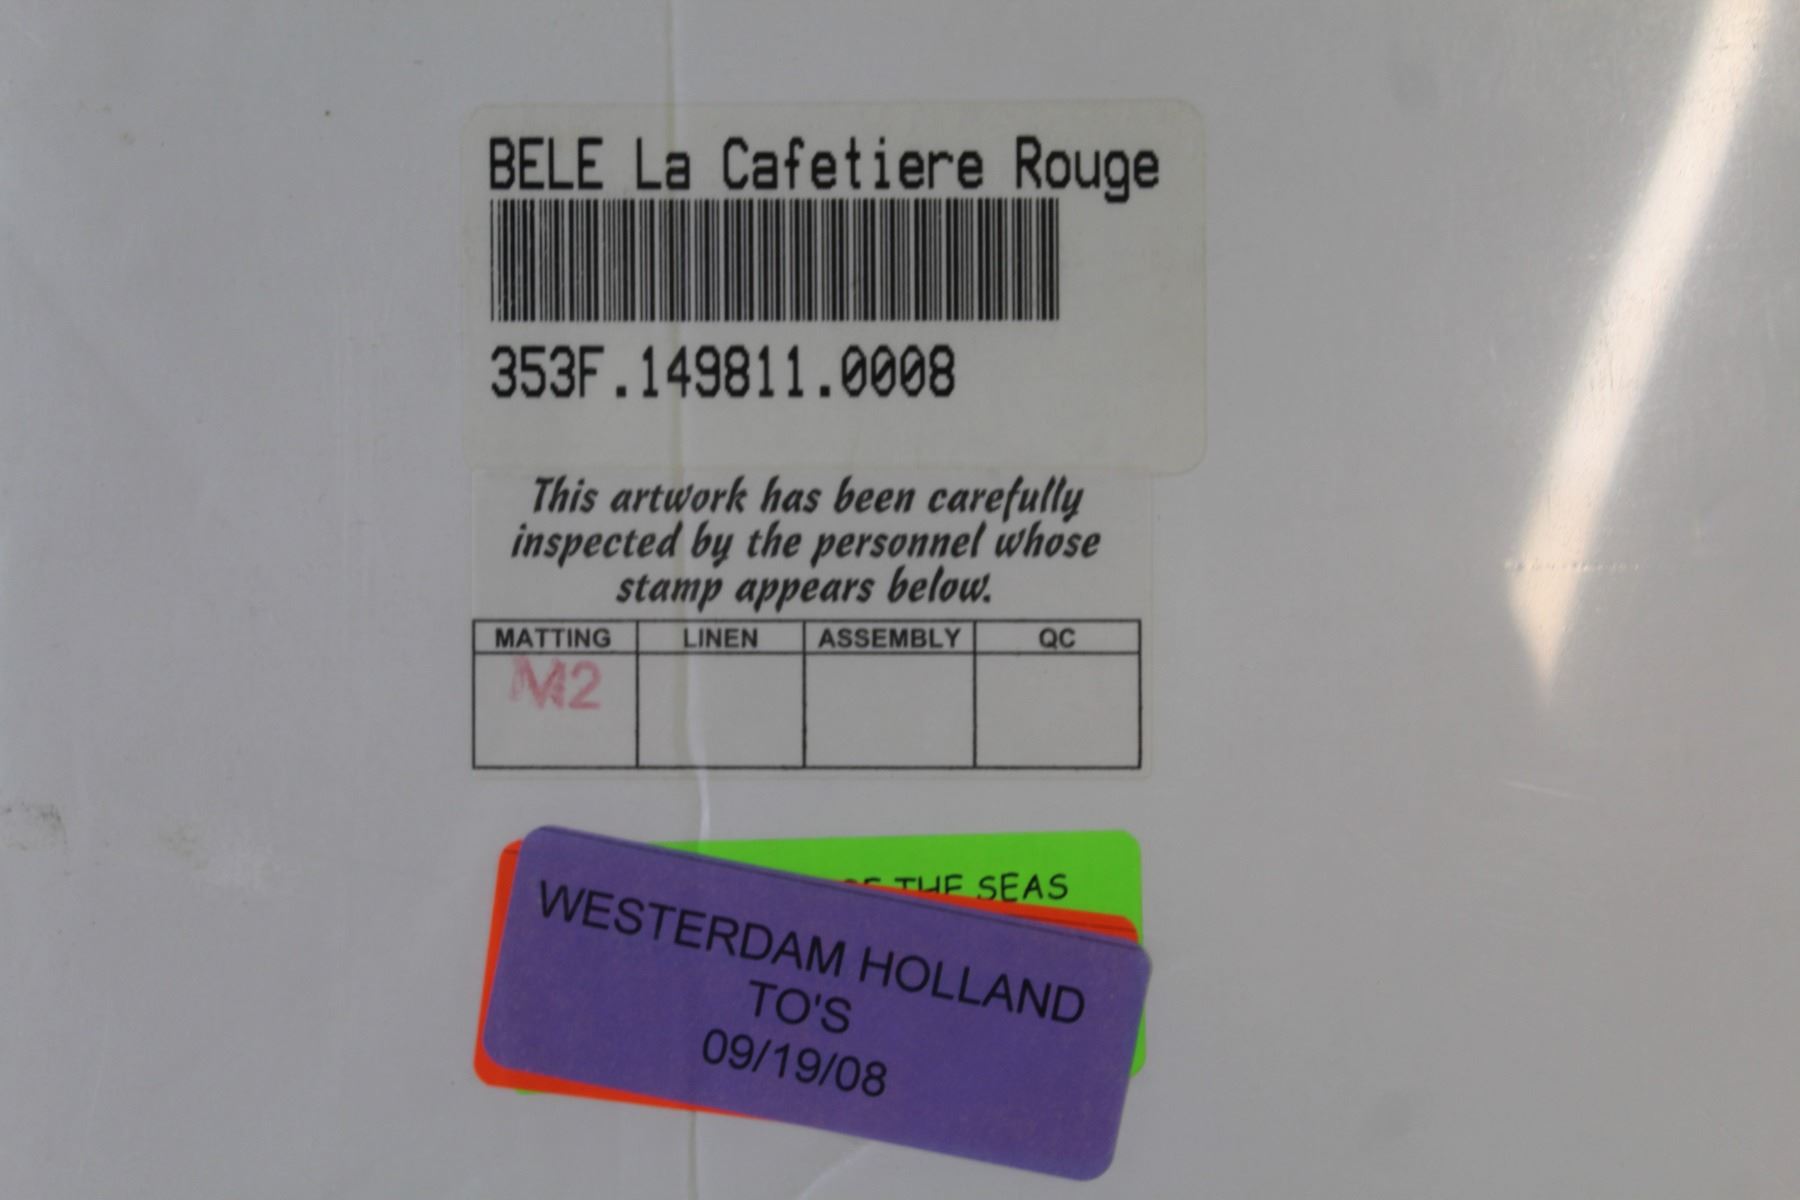 BELE La Cafetiere Rouge
353F.149811.0008
This artwork has been carefully
inspected by the personnel whose
stamp appears below.
MATTING LINEN ASSEMBLY QC
M2
THE SEAS
WESTERDAM HOLLAND
TO'S
09/19/08